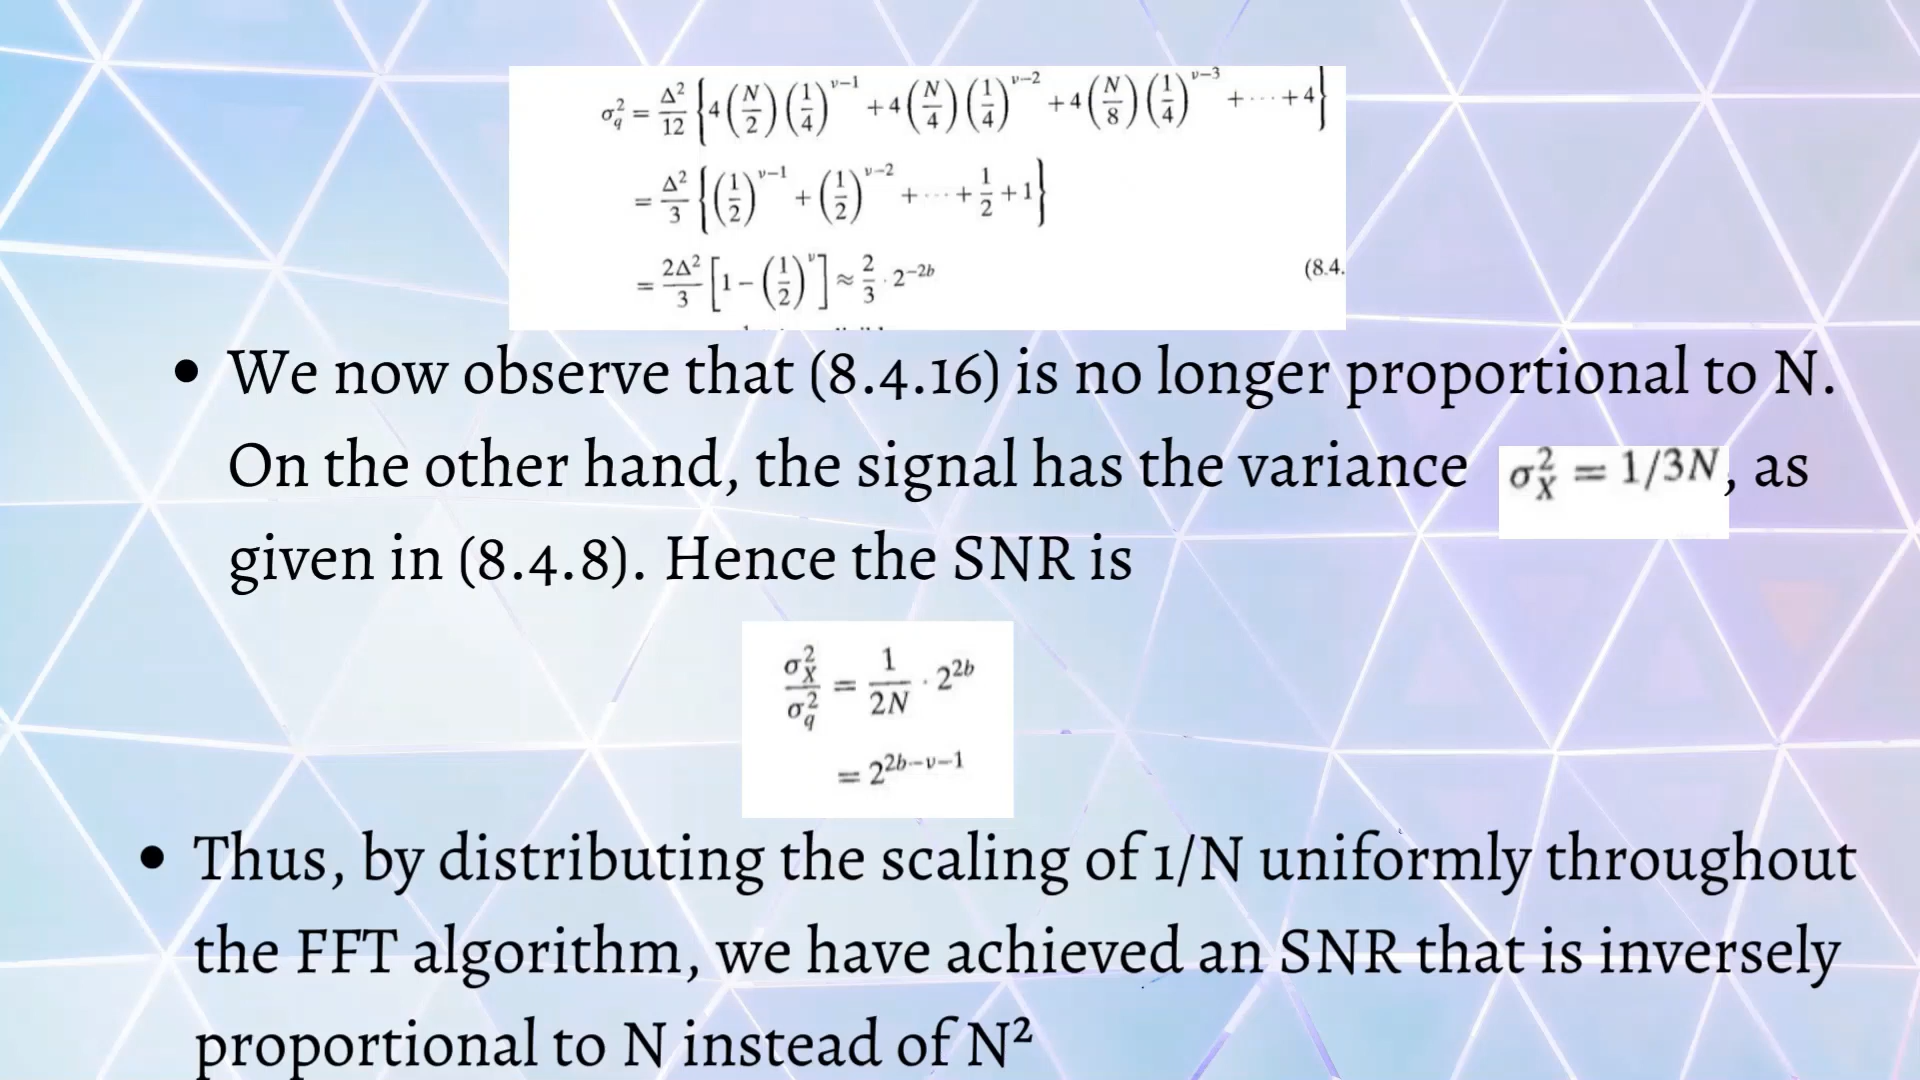 σ_q² = Δ²/12 {4(N/2)(1/4)^{ν−1} + 4(N/4)(1/4)^{ν−2} + 4(N/8)(1/4)^{ν−3} + ··· + 4}
= Δ²/3 {(1/2)^{ν−1} + (1/2)^{ν−2} + ··· + 1/2 + 1}
= 2Δ²/3 [1 − (1/2)^ν] ≈ 2/3 · 2^{−2b} (8.4.
• We now observe that (8.4.16) is no longer proportional to N.
On the other hand, the signal has the variance σ_X² = 1/3N, as
given in (8.4.8). Hence the SNR is
σ_X²/σ_q² = 1/2N · 2^{2b}
= 2^{2b−ν−1}
• Thus, by distributing the scaling of 1/N uniformly throughout
the FFT algorithm, we have achieved an SNR that is inversely
proportional to N instead of N²